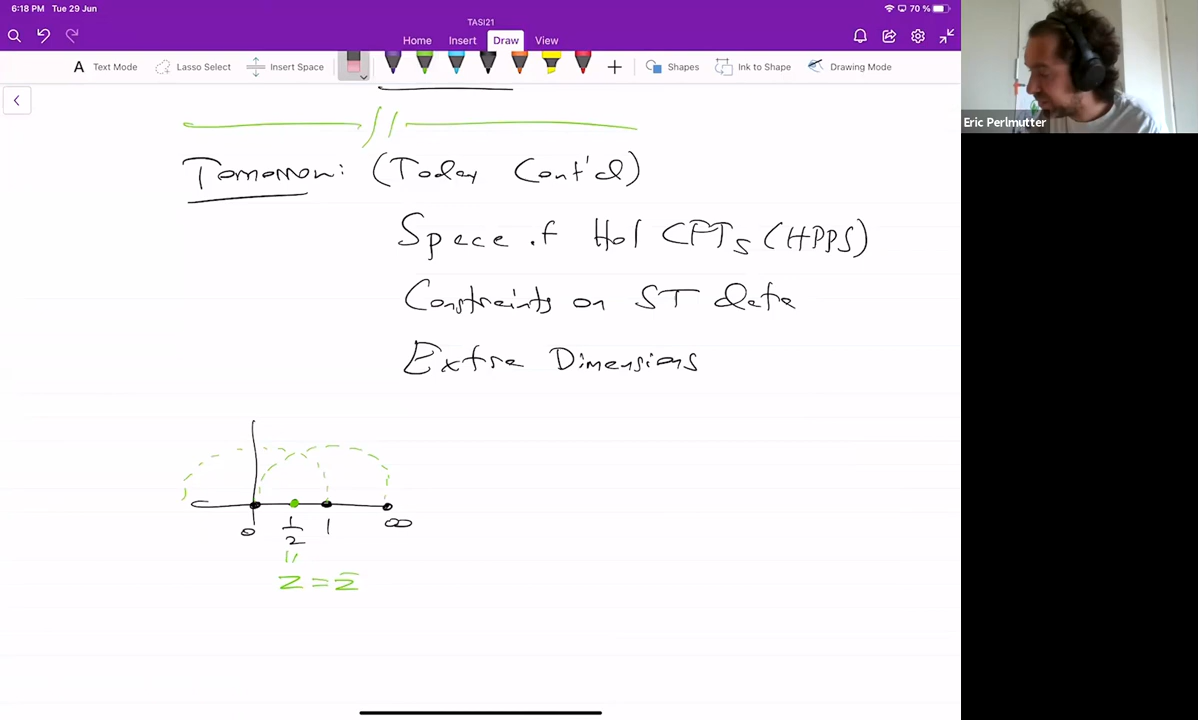 6:18 PM Tue 29 Jun
70 %
TASI21
Home Insert Draw View
Text Mode Lasso Select Insert Space Shapes Ink to Shape Drawing Mode
Eric Perlmutter
Tomorrow: (Today Cont'd)
Space of Hol CFTs (HPPS)
Constraints on ST data
Extra Dimensions
0 1/2 1 ∞
||
z = z̄